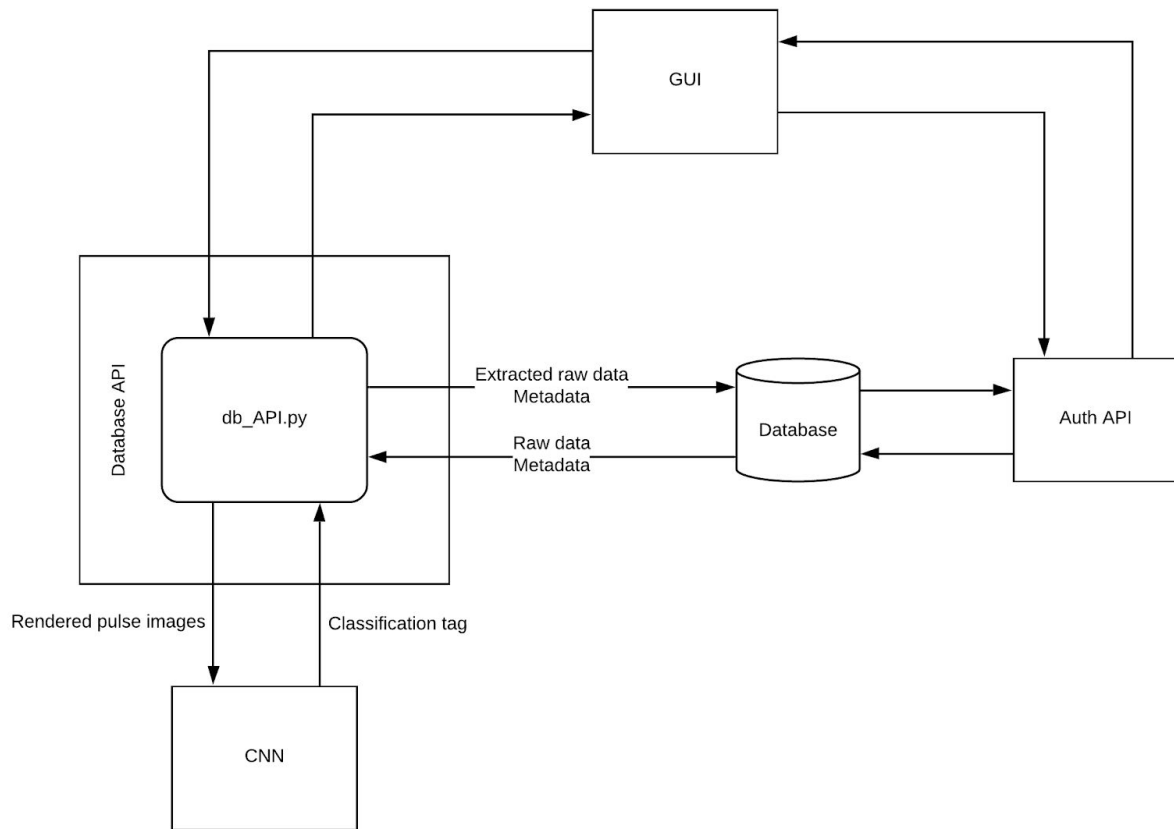 GUI
Database API
db_API.py
Extracted raw data
Metadata
Raw data
Metadata
Database
Auth API
Rendered pulse images
Classification tag
CNN